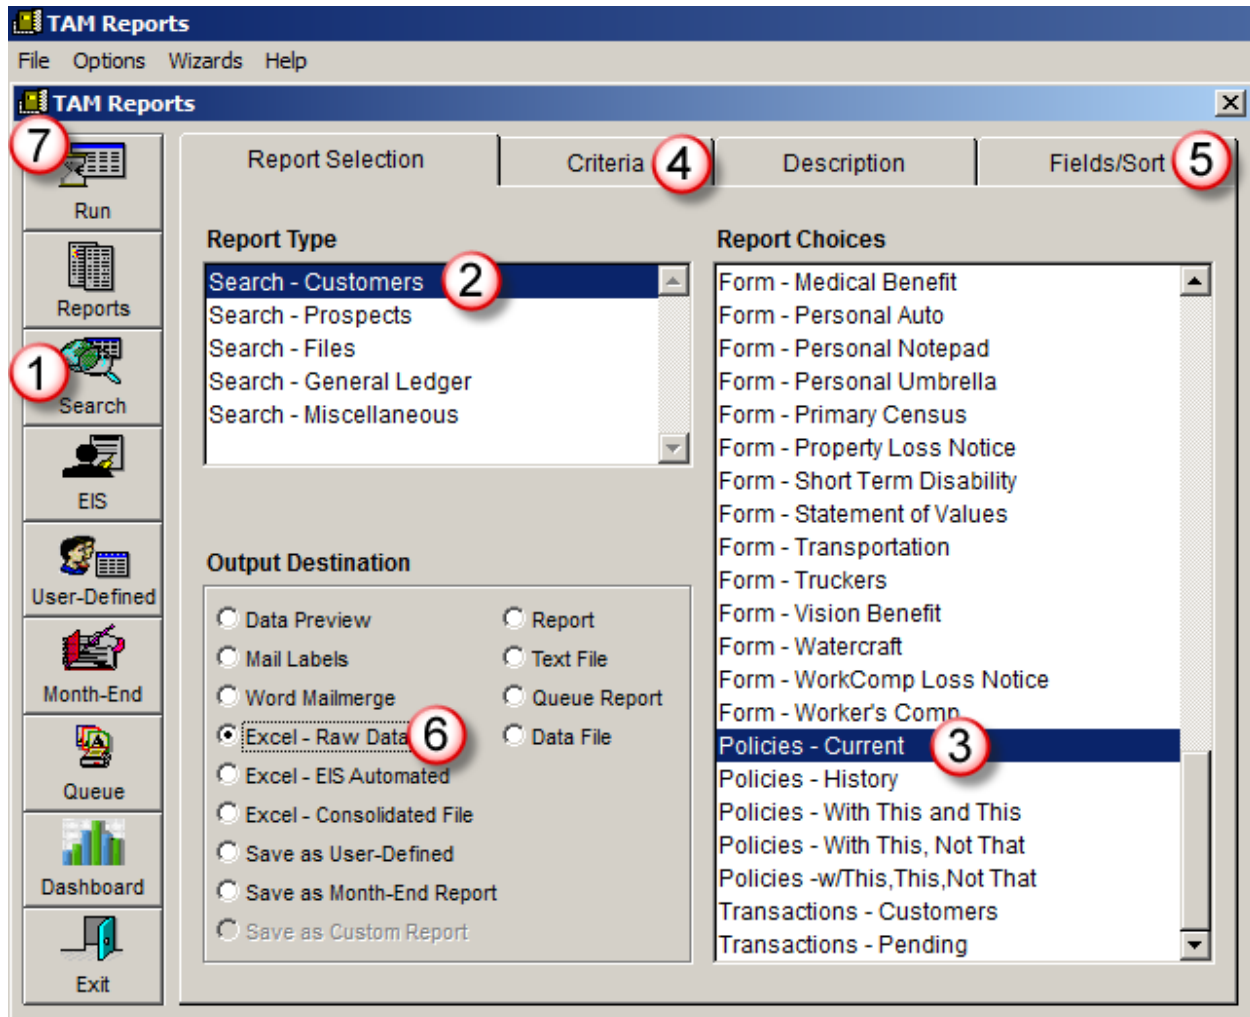 TAM Reports
File Options Wizards Help
TAM Reports
7
Run
Reports
1
Search
EIS
User-Defined
Month-End
Queue
Dashboard
Exit
Report Selection
Criteria 4
Description
Fields/Sort 5
Report Type
Search - Customers 2
Search - Prospects
Search - Files
Search - General Ledger
Search - Miscellaneous
Output Destination
Data Preview
Mail Labels
Word Mailmerge
Excel - Raw Data 6
Excel - EIS Automated
Excel - Consolidated File
Save as User-Defined
Save as Month-End Report
Save as Custom Report
Report
Text File
Queue Report
Data File
Report Choices
Form - Medical Benefit
Form - Personal Auto
Form - Personal Notepad
Form - Personal Umbrella
Form - Primary Census
Form - Property Loss Notice
Form - Short Term Disability
Form - Statement of Values
Form - Transportation
Form - Truckers
Form - Vision Benefit
Form - Watercraft
Form - WorkComp Loss Notice
Form - Worker's Comp
Policies - Current 3
Policies - History
Policies - With This and This
Policies - With This, Not That
Policies -w/This,This,Not That
Transactions - Customers
Transactions - Pending